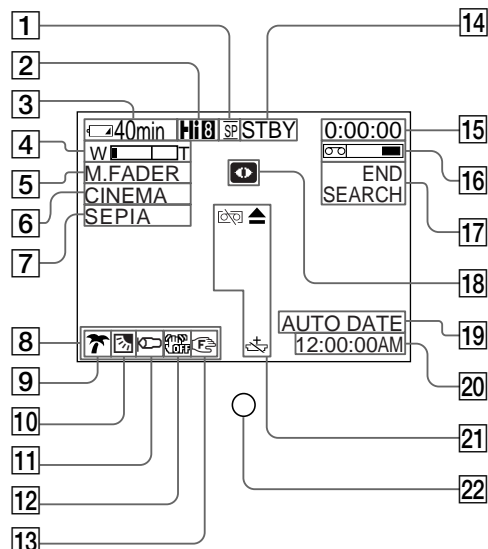 1
14
2
3
40min Hi8 SP STBY 0:00:00
15
4
W T
16
5
M.FADER
END
SEARCH
6
CINEMA
17
7
SEPIA
18
8
AUTO DATE
19
OFF F
12:00:00AM
9
20
10
21
11
22
12
13